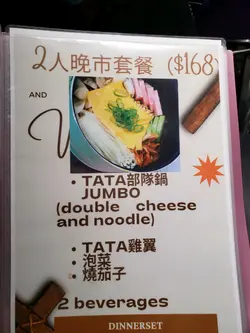 2人晚市套餐 ($168)
AND
TATA部隊鍋
JUMBO
(double cheese
and noodle)
TATA雞翼
泡菜
燒茄子
2 beverages
DINNERSET